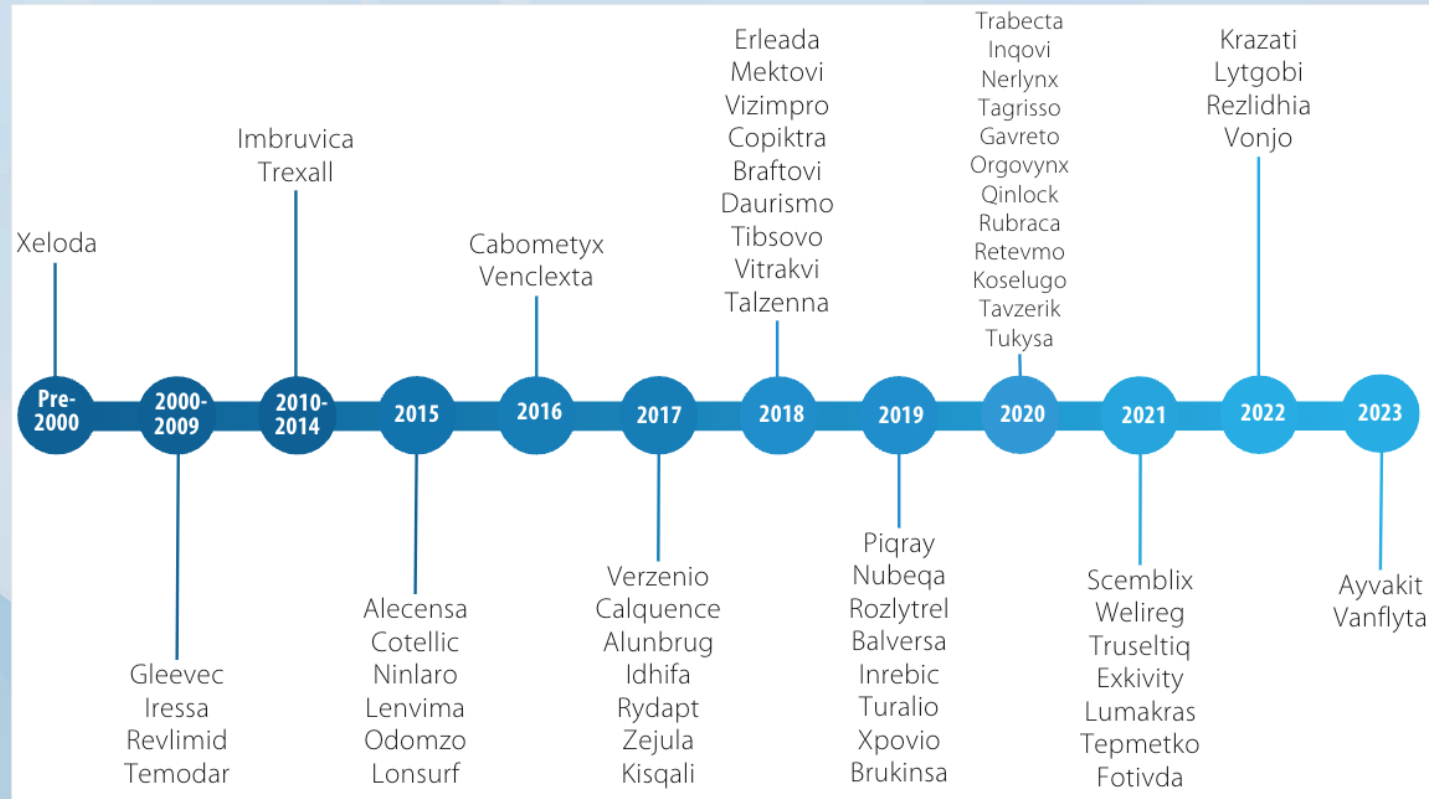 Xeloda
Pre-
2000
2000-
2009
Gleevec
Iressa
Revlimid
Temodar
Imbruvica
Trexall
2010-
2014
2015
Alecensa
Cotellic
Ninlaro
Lenvima
Odomzo
Lonsurf
Cabometyx
Venclexta
2016
2017
Verzenio
Calquence
Alunbrug
Idhifa
Rydapt
Zejula
Kisqali
Erleada
Mektovi
Vizimpro
Copiktra
Braftovi
Daurismo
Tibsovo
Vitrakvi
Talzenna
2018
2019
Piqray
Nubeqa
Rozlytrel
Balversa
Inrebic
Turalio
Xpovio
Brukinsa
Trabecta
Inqovi
Nerlynx
Tagrisso
Gavreto
Orgovynx
Qinlock
Rubraca
Retevmo
Koselugo
Tavzerik
Tukysa
2020
2021
Scemblix
Welireg
Truseltiq
Exkivity
Lumakras
Tepmetko
Fotivda
Krazati
Lytgobi
Rezlidhia
Vonjo
2022
2023
Ayvakit
Vanflyta